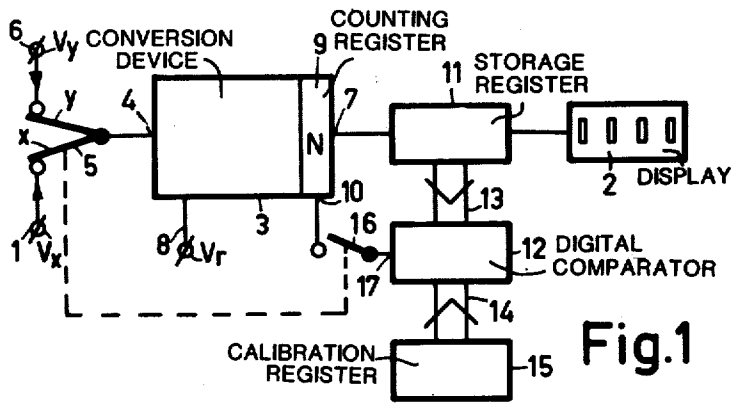 6
Vy
CONVERSION
DEVICE
9
COUNTING
REGISTER
11
STORAGE
REGISTER
y
4
7
x
5
N
2
DISPLAY
10
13
1
Vx
8
Vr
3
16
17
12
DIGITAL
COMPARATOR
14
CALIBRATION
REGISTER
15
Fig.1